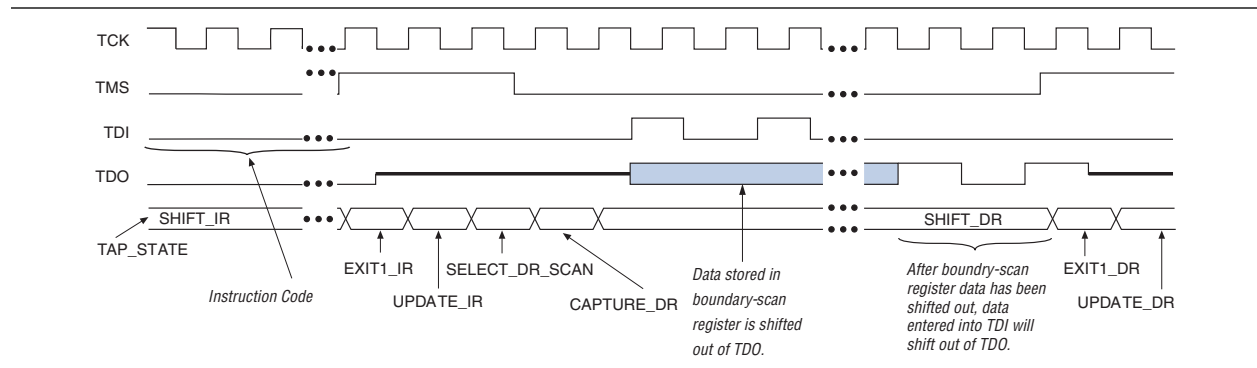 TCK
TMS
TDI
TDO
SHIFT_IR
SHIFT_DR
TAP_STATE
EXIT1_IR
SELECT_DR_SCAN
EXIT1_DR
Instruction Code
UPDATE_IR
CAPTURE_DR
UPDATE_DR
Data stored in
boundary-scan
register is shifted
out of TDO.
After boundry-scan
register data has been
shifted out, data
entered into TDI will
shift out of TDO.